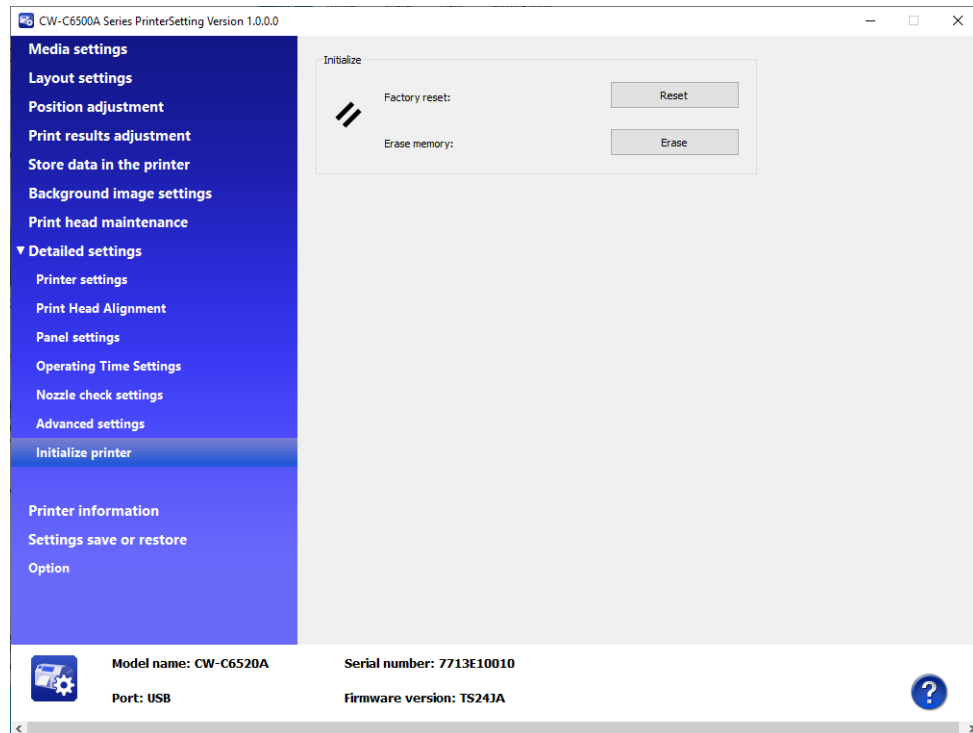 CW-C6500A Series PrinterSetting Version 1.0.0.0
Media settings
Layout settings
Position adjustment
Print results adjustment
Store data in the printer
Background image settings
Print head maintenance
Detailed settings
Printer settings
Print Head Alignment
Panel settings
Operating Time Settings
Nozzle check settings
Advanced settings
Initialize printer
Printer information
Settings save or restore
Option
Initialize
Factory reset: Reset
Erase memory: Erase
Model name: CW-C6520A Serial number: 7713E10010
Port: USB Firmware version: TS24JA
?